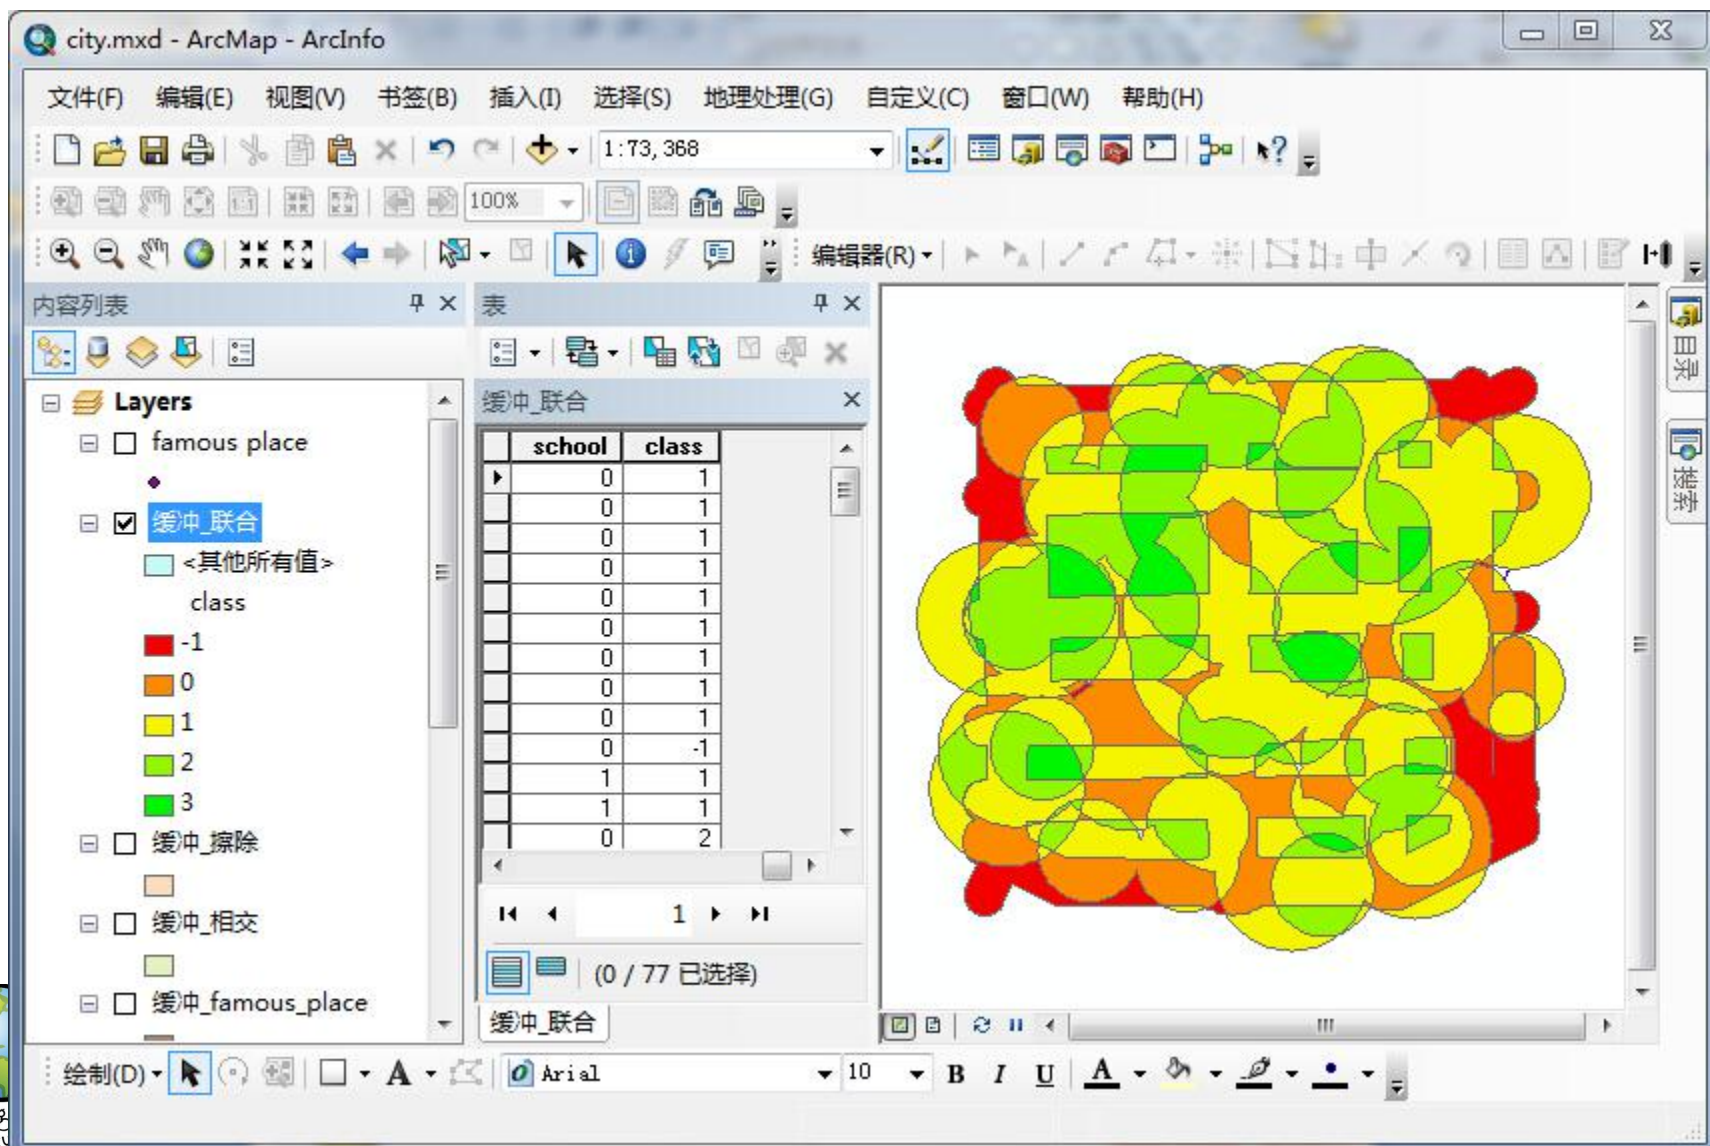 city.mxd - ArcMap - ArcInfo
文件(F) 编辑(E) 视图(V) 书签(B) 插入(I) 选择(S) 地理处理(G) 自定义(C) 窗口(W) 帮助(H)
1:73,368
100%
编辑器(R)
内容列表
表
Layers
famous place
缓冲_联合
<其他所有值>
class
-1
0
1
2
3
缓冲_擦除
缓冲_相交
缓冲_famous_place
缓冲_联合
school class
0 1
0 1
0 1
0 1
0 1
0 1
0 1
0 1
0 1
0 -1
1 1
1 1
0 2
1
(0 / 77 已选择)
缓冲_联合
目录
搜索
绘制(D) A Arial 10 B I U A